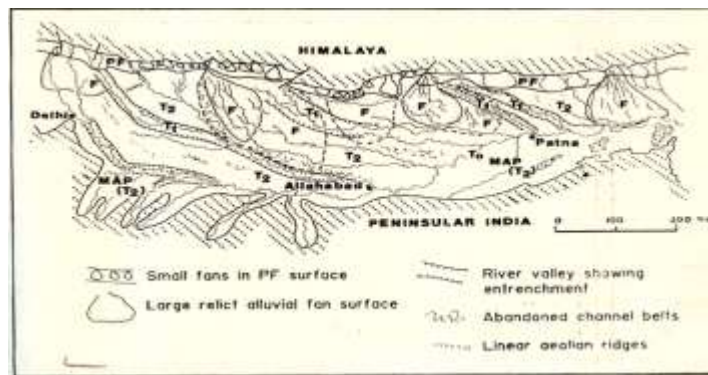 HIMALAYA
PF
PF
F
T2
F
T1
F
T1
F
T1
T1
T2
F
F
Delhi
T1
T2
T0
Patna
MAP
(T2)
T2
Allahabad
MAP
(T2)
PENINSULAR INDIA
0 100 200
Small fans in PF surface
Large relict alluvial fan surface
River valley showing
entrenchment
Abandoned channel belts
Linear aeolian ridges